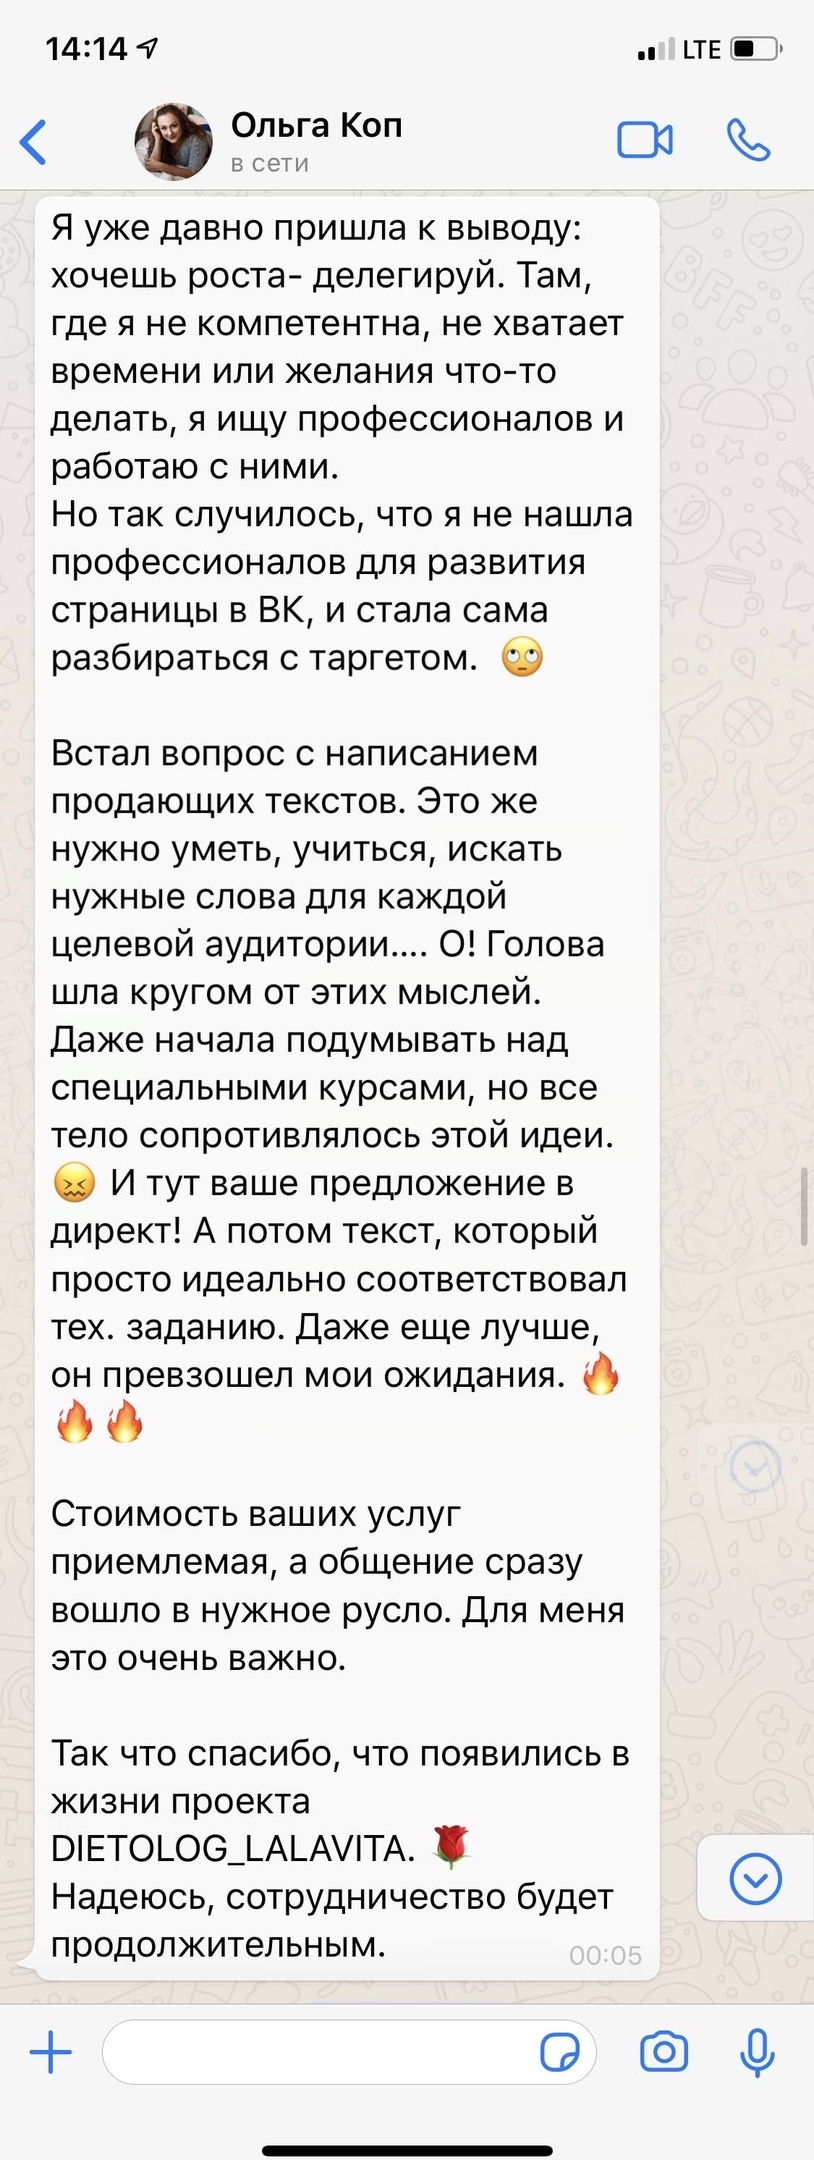 14:14
LTE
Ольга Коп
в сети
Я уже давно пришла к выводу:
хочешь роста- делегируй. Там,
где я не компетентна, не хватает
времени или желания что-то
делать, я ищу профессионалов и
работаю с ними.
Но так случилось, что я не нашла
профессионалов для развития
страницы в ВК, и стала сама
разбираться с таргетом. 🙄
Встал вопрос с написанием
продающих текстов. Это же
нужно уметь, учиться, искать
нужные слова для каждой
целевой аудитории.... О! Голова
шла кругом от этих мыслей.
Даже начала подумывать над
специальными курсами, но все
тело сопротивлялось этой идеи.
😖 И тут ваше предложение в
директ! А потом текст, который
просто идеально соответствовал
тех. заданию. Даже еще лучше,
он превзошел мои ожидания. 🔥
🔥🔥
Стоимость ваших услуг
приемлемая, а общение сразу
вошло в нужное русло. Для меня
это очень важно.
Так что спасибо, что появились в
жизни проекта
DIETOLOG_LALAVITA. 🌹
Надеюсь, сотрудничество будет
продолжительным.
00:05